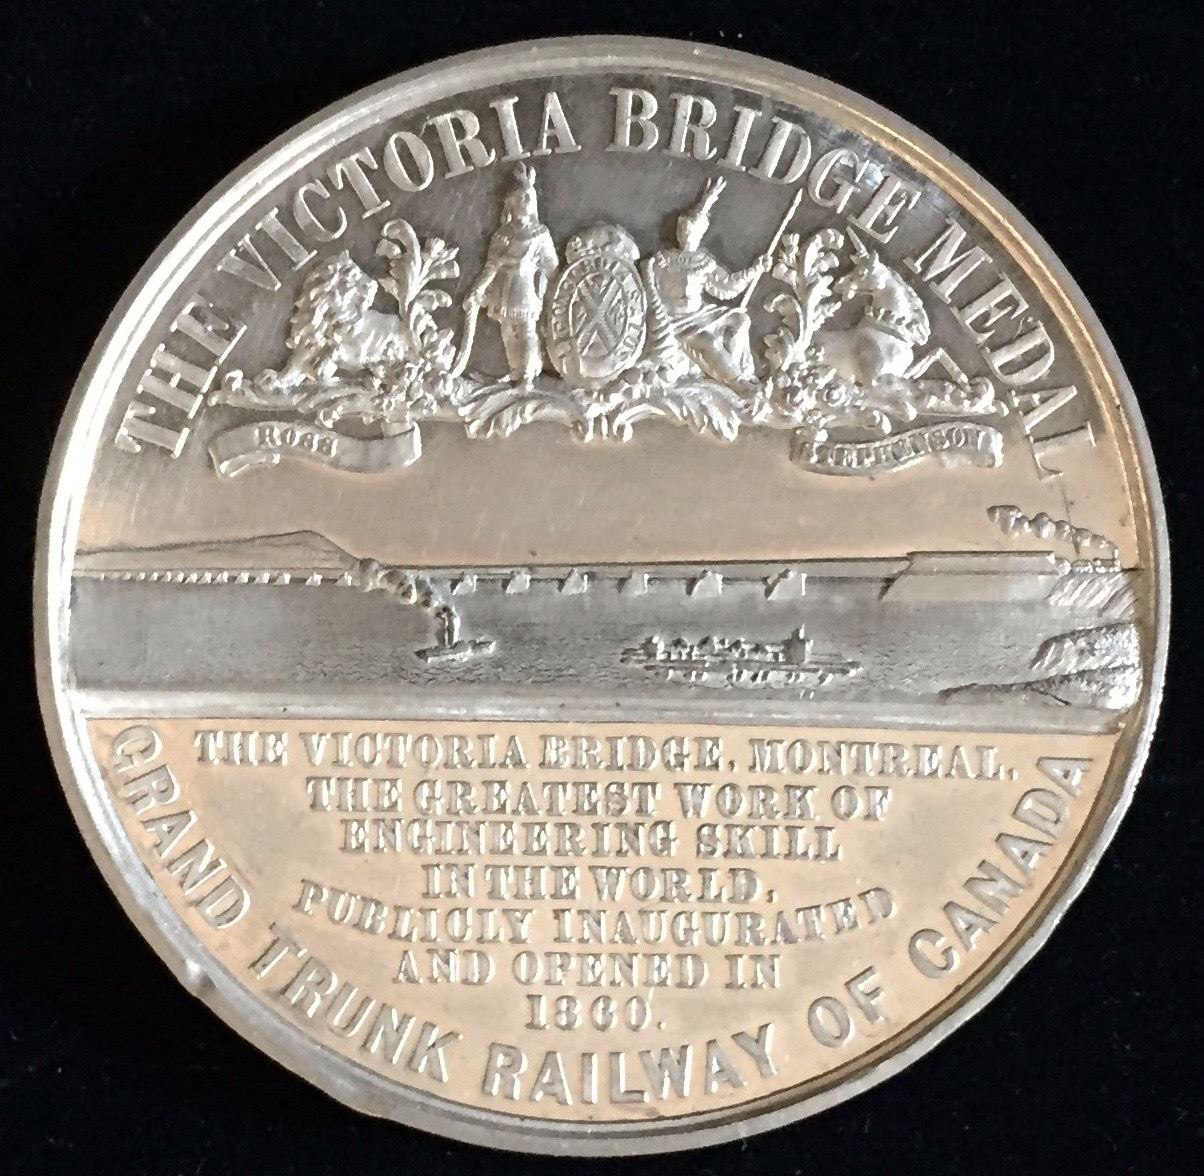 THE VICTORIA BRIDGE MEDAL
ROSS
STEPHENSON
THE VICTORIA BRIDGE, MONTREAL.
THE GREATEST WORK OF
ENGINEERING SKILL
IN THE WORLD,
PUBLICLY INAUGURATED
AND OPENED IN
1860.
GRAND TRUNK RAILWAY OF CANADA